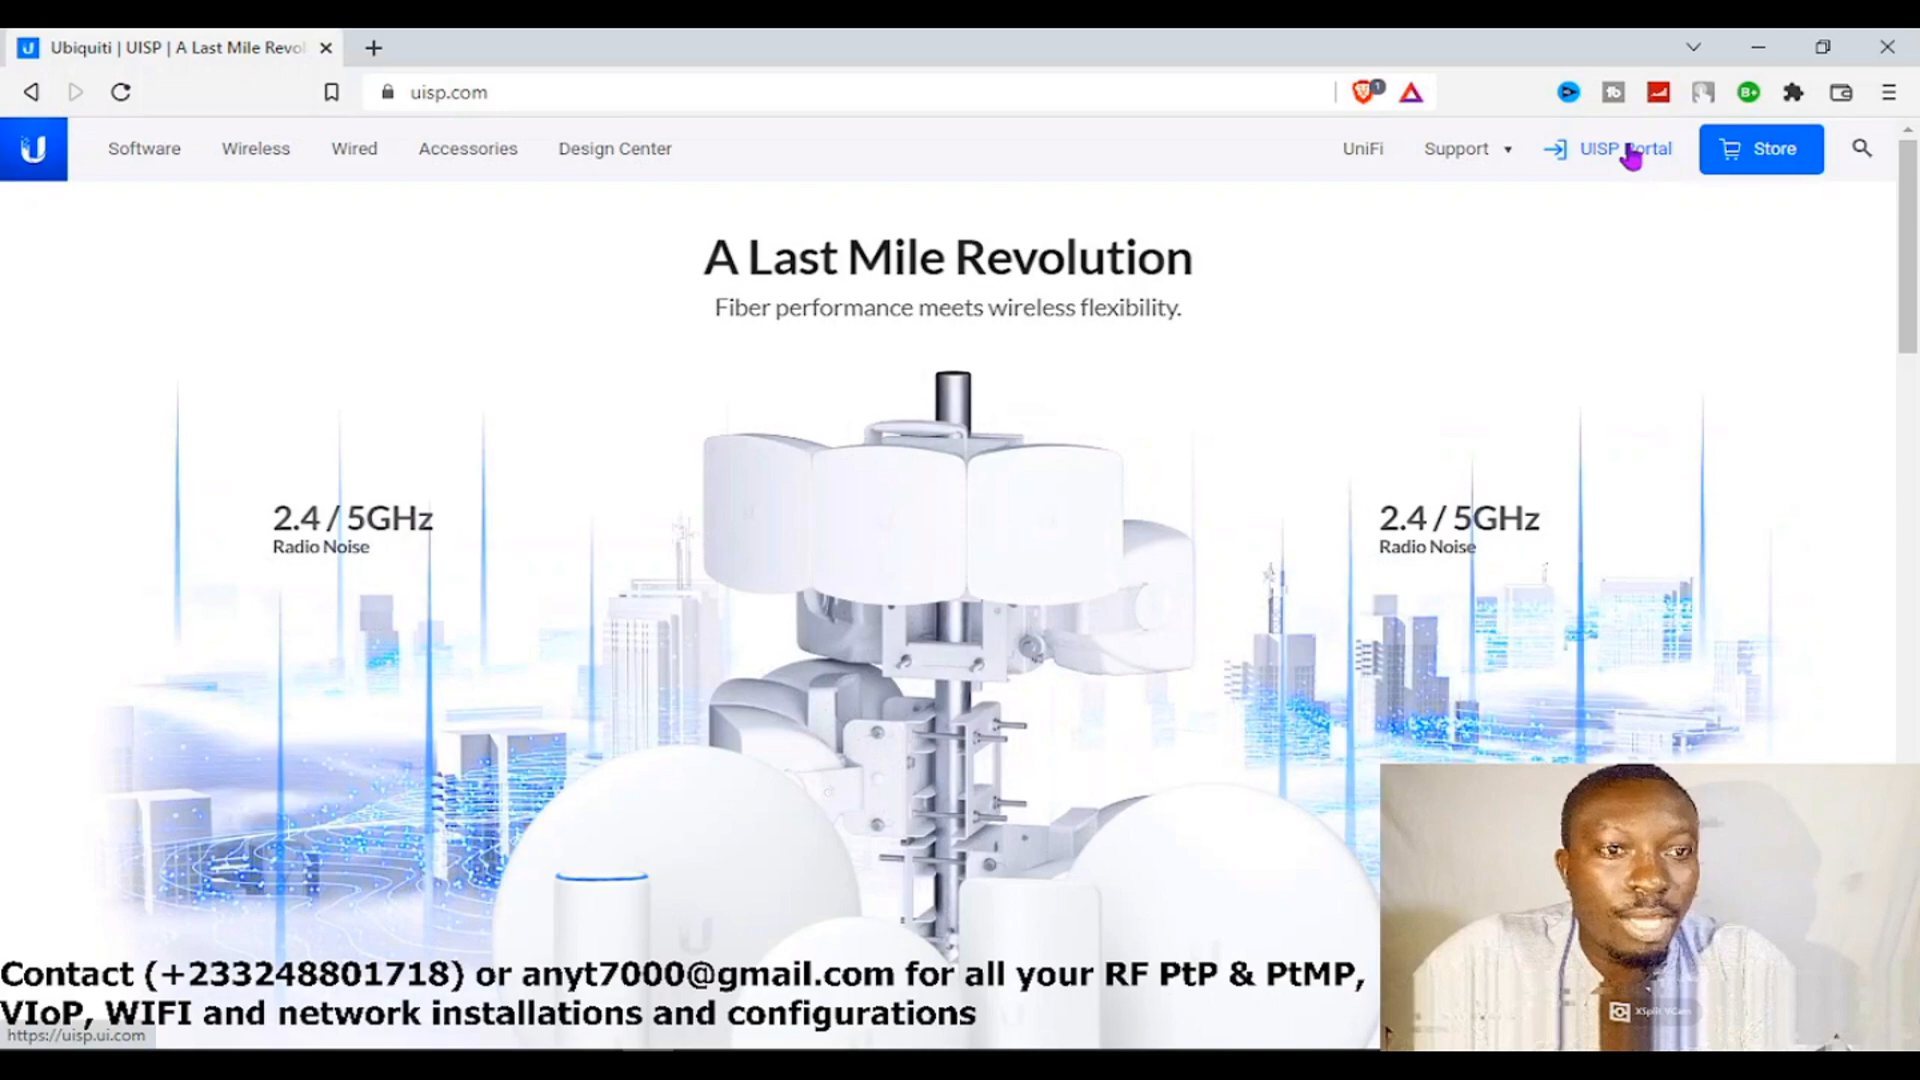 Ubiquiti | UISP | A Last Mile Revol
uisp.com
1
Software
Wireless
Wired
Accessories
Design Center
UniFi
Support
UISP Portal
Store
A Last Mile Revolution
Fiber performance meets wireless flexibility.
2.4 / 5GHz
Radio Noise
2.4 / 5GHz
Radio Noise
Contact (+233248801718) or anyt7000@gmail.com for all your RF PtP & PtMP,
VIoP, WIFI and network installations and configurations
https://uisp.ui.com
XSplit VCam